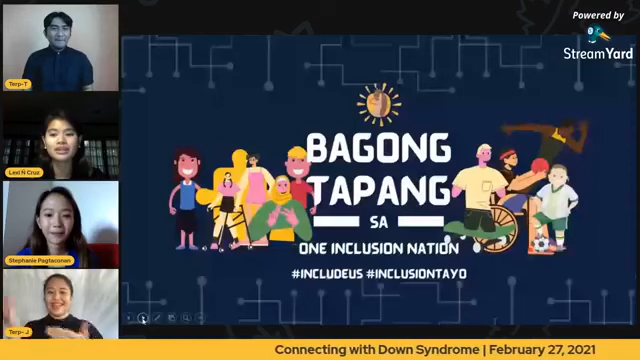 Powered by
StreamYard
Terp-T
Lexi Ñ Cruz
Stephanie Pagtaconan
Terp- J
BAGONG
TAPANG
SA
ONE INCLUSION NATION
#INCLUDEUS #INCLUSIONTAYO
Connecting with Down Syndrome | February 27, 2021